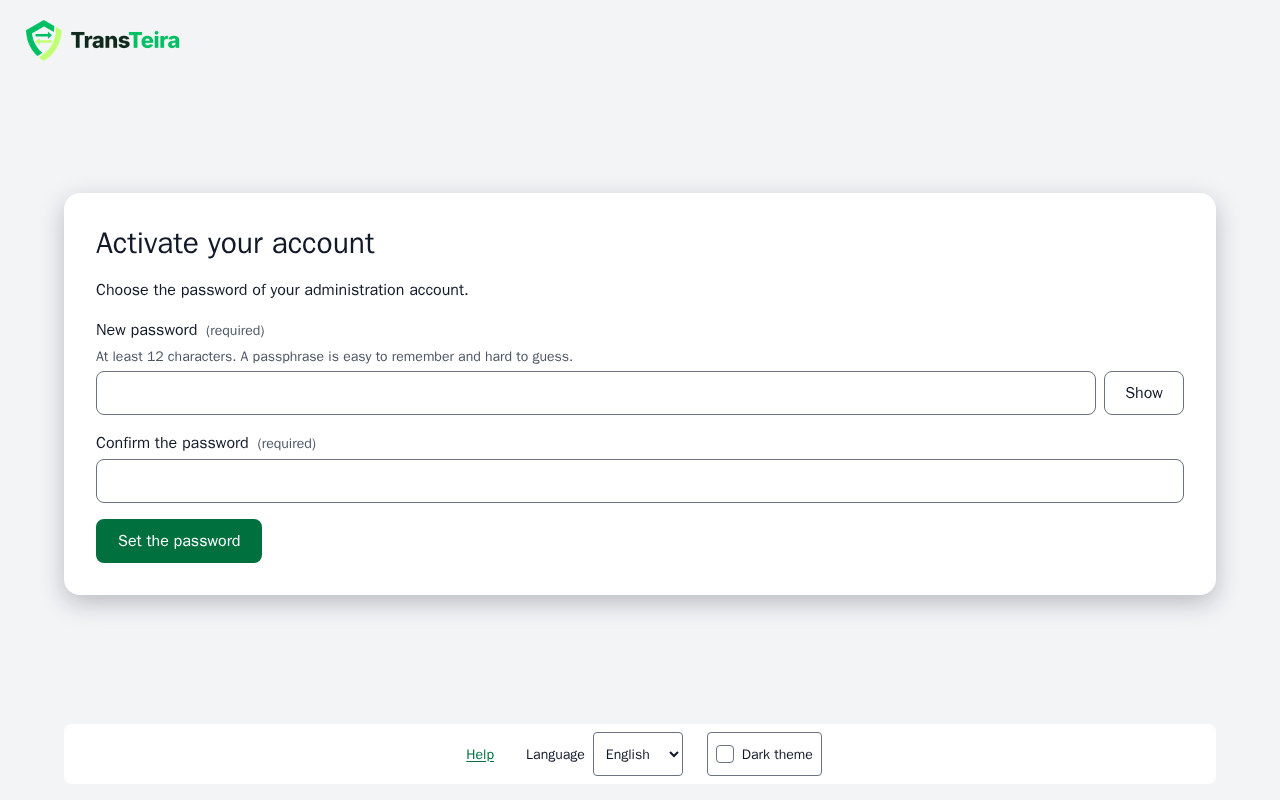 TransTeira
Activate your account
Choose the password of your administration account.
New password (required)
At least 12 characters. A passphrase is easy to remember and hard to guess.
Show
Confirm the password (required)
Set the password
Help Language English Dark theme